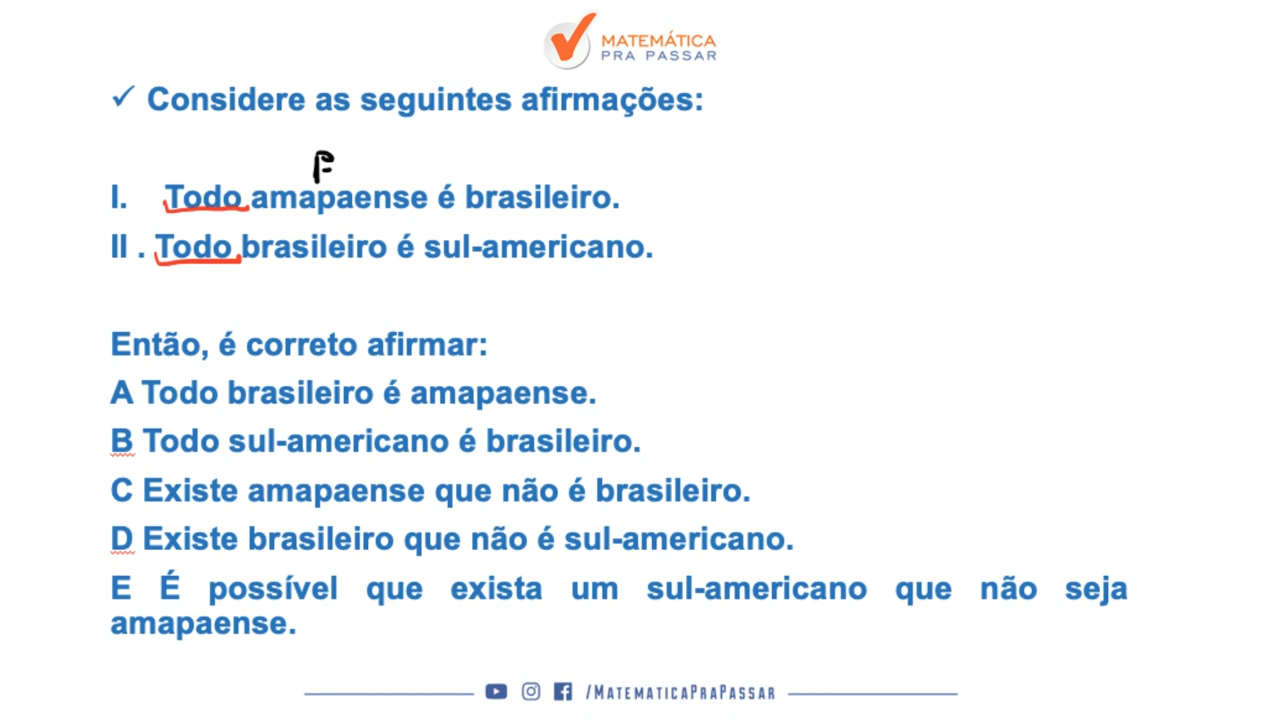 MATEMÁTICA
PRA PASSAR
✓ Considere as seguintes afirmações:
I. Todo amapaense é brasileiro.
II . Todo brasileiro é sul-americano.
Então, é correto afirmar:
A Todo brasileiro é amapaense.
B Todo sul-americano é brasileiro.
C Existe amapaense que não é brasileiro.
D Existe brasileiro que não é sul-americano.
E É possível que exista um sul-americano que não seja
amapaense.
/MATEMATICAPRAPASSAR